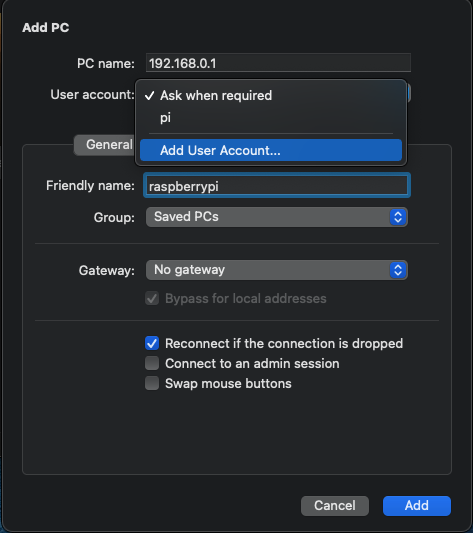 Add PC
PC name: 192.168.0.1
User account: ✓ Ask when required
pi
Add User Account...
General
Friendly name: raspberrypi
Group: Saved PCs
Gateway: No gateway
Bypass for local addresses
Reconnect if the connection is dropped
Connect to an admin session
Swap mouse buttons
Cancel Add